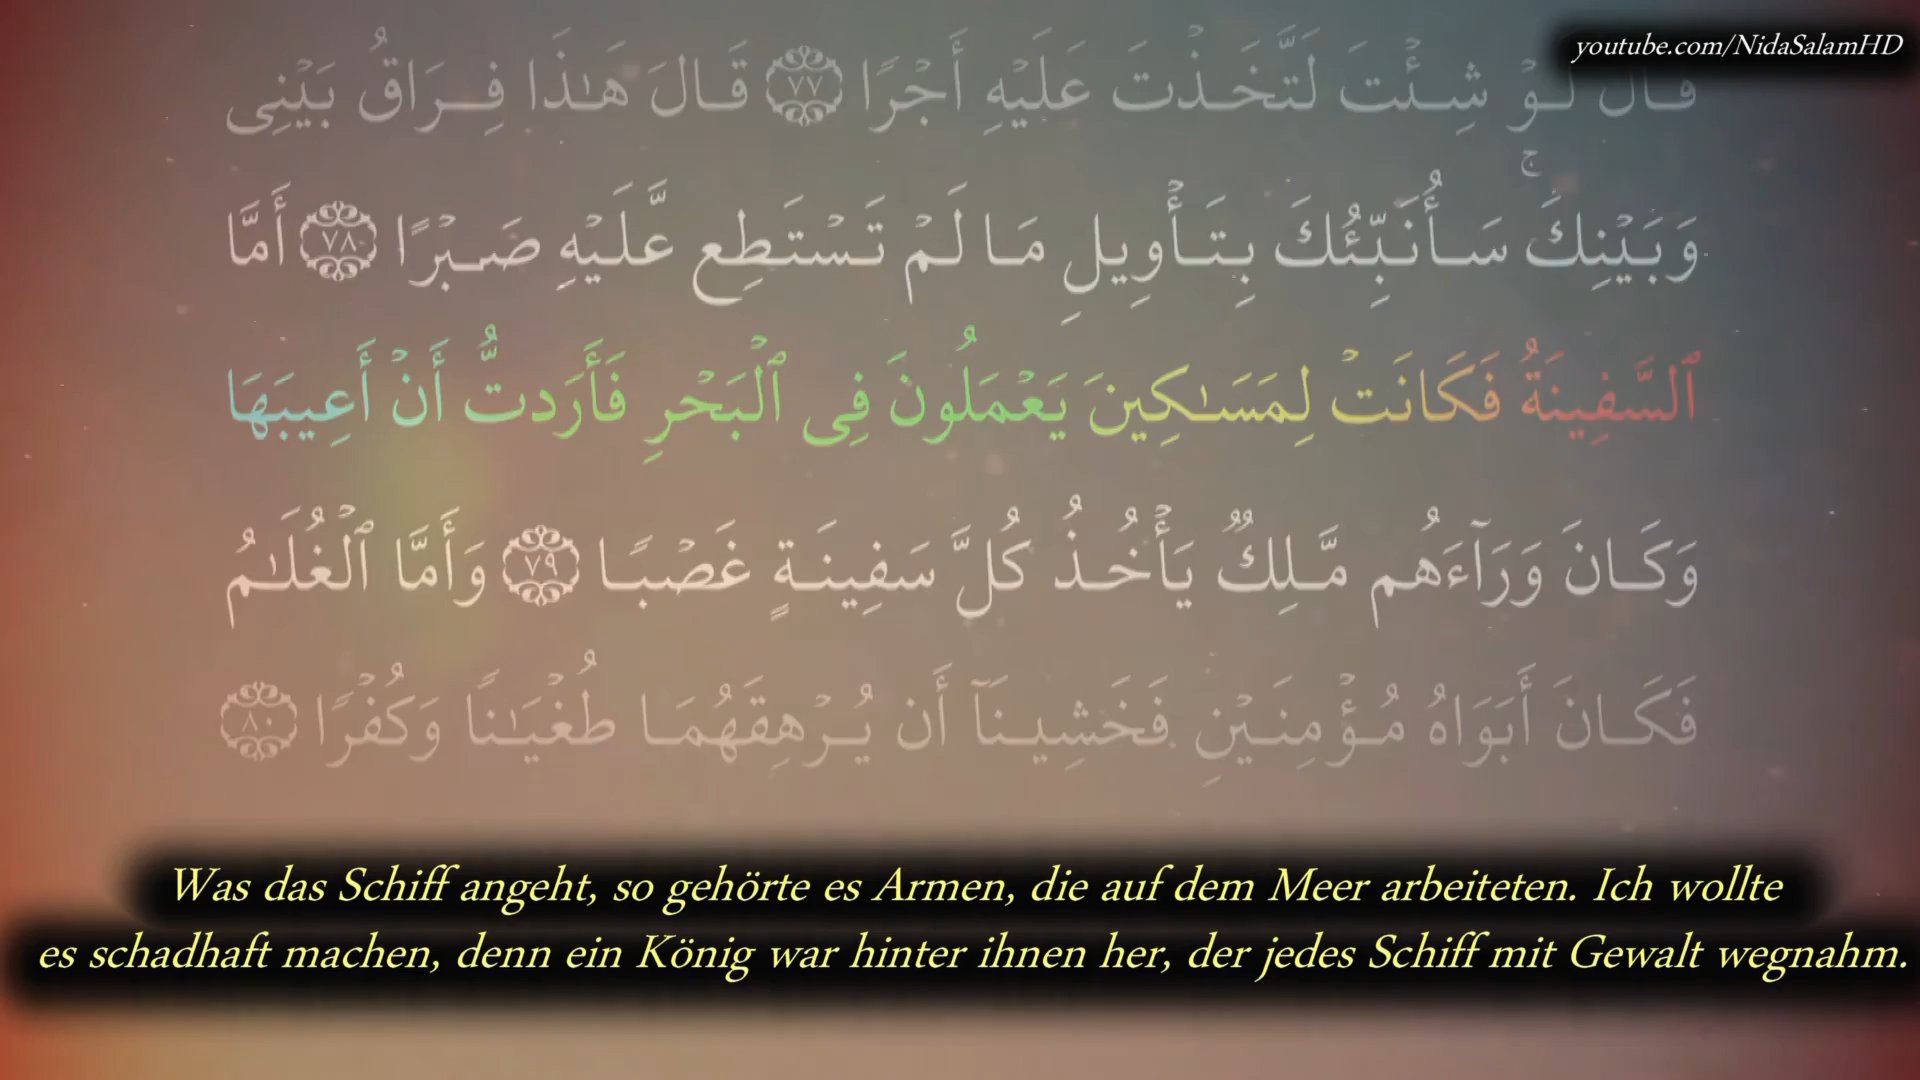 youtube.com/NidaSalamHD
قَالَ لَوْ شِئْتَ لَتَّخَذْتَ عَلَيْهِ أَجْرًا ٧٧ قَالَ هَٰذَا فِرَاقُ بَيْنِى
وَبَيْنِكَ ۚ سَأُنَبِّئُكَ بِتَأْوِيلِ مَا لَمْ تَسْتَطِع عَّلَيْهِ صَبْرًا ٧٨ أَمَّا
ٱلسَّفِينَةُ فَكَانَتْ لِمَسَٰكِينَ يَعْمَلُونَ فِى ٱلْبَحْرِ فَأَرَدتُّ أَنْ أَعِيبَهَا
وَكَانَ وَرَآءَهُم مَّلِكٌ يَأْخُذُ كُلَّ سَفِينَةٍ غَصْبًا ٧٩ وَأَمَّا ٱلْغُلَٰمُ
فَكَانَ أَبَوَاهُ مُؤْمِنَيْنِ فَخَشِينَآ أَن يُرْهِقَهُمَا طُغْيَٰنًا وَكُفْرًا ٨٠
Was das Schiff angeht, so gehörte es Armen, die auf dem Meer arbeiteten. Ich wollte
es schadhaft machen, denn ein König war hinter ihnen her, der jedes Schiff mit Gewalt wegnahm.